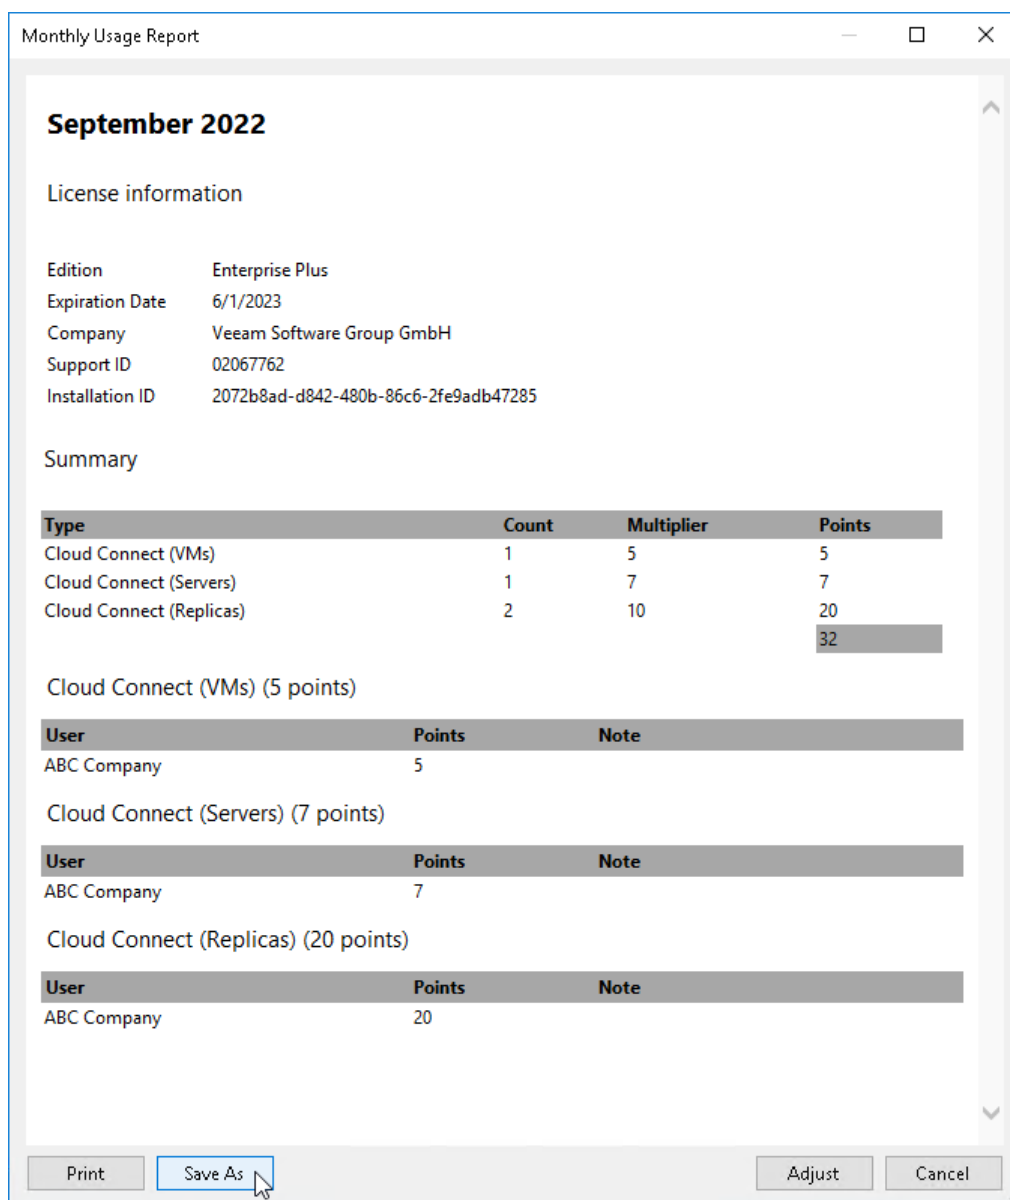 Monthly Usage Report
September 2022
License information
Edition Enterprise Plus
Expiration Date 6/1/2023
Company Veeam Software Group GmbH
Support ID 02067762
Installation ID 2072b8ad-d842-480b-86c6-2fe9adb47285
Summary
Type Count Multiplier Points
Cloud Connect (VMs) 1 5 5
Cloud Connect (Servers) 1 7 7
Cloud Connect (Replicas) 2 10 20
32
Cloud Connect (VMs) (5 points)
User Points Note
ABC Company 5
Cloud Connect (Servers) (7 points)
User Points Note
ABC Company 7
Cloud Connect (Replicas) (20 points)
User Points Note
ABC Company 20
Print Save As Adjust Cancel